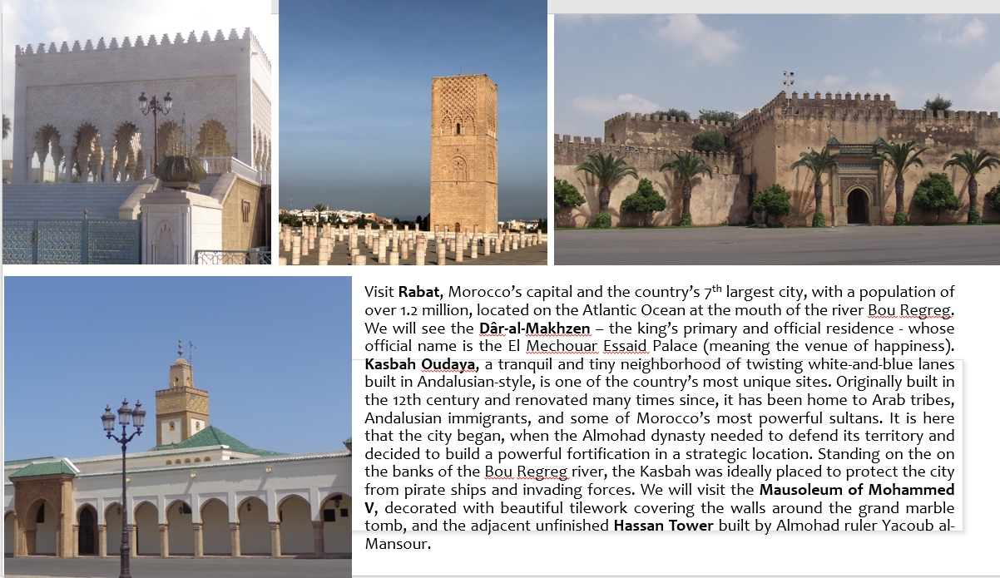 Visit Rabat, Morocco’s capital and the country’s 7th largest city, with a population of
over 1.2 million, located on the Atlantic Ocean at the mouth of the river Bou Regreg.
We will see the Dâr-al-Makhzen – the king’s primary and official residence - whose
official name is the El Mechouar Essaid Palace (meaning the venue of happiness).
Kasbah Oudaya, a tranquil and tiny neighborhood of twisting white-and-blue lanes
built in Andalusian-style, is one of the country’s most unique sites. Originally built in
the 12th century and renovated many times since, it has been home to Arab tribes,
Andalusian immigrants, and some of Morocco’s most powerful sultans. It is here
that the city began, when the Almohad dynasty needed to defend its territory and
decided to build a powerful fortification in a strategic location. Standing on the on
the banks of the Bou Regreg river, the Kasbah was ideally placed to protect the city
from pirate ships and invading forces. We will visit the Mausoleum of Mohammed
V, decorated with beautiful tilework covering the walls around the grand marble
tomb, and the adjacent unfinished Hassan Tower built by Almohad ruler Yacoub al-
Mansour.